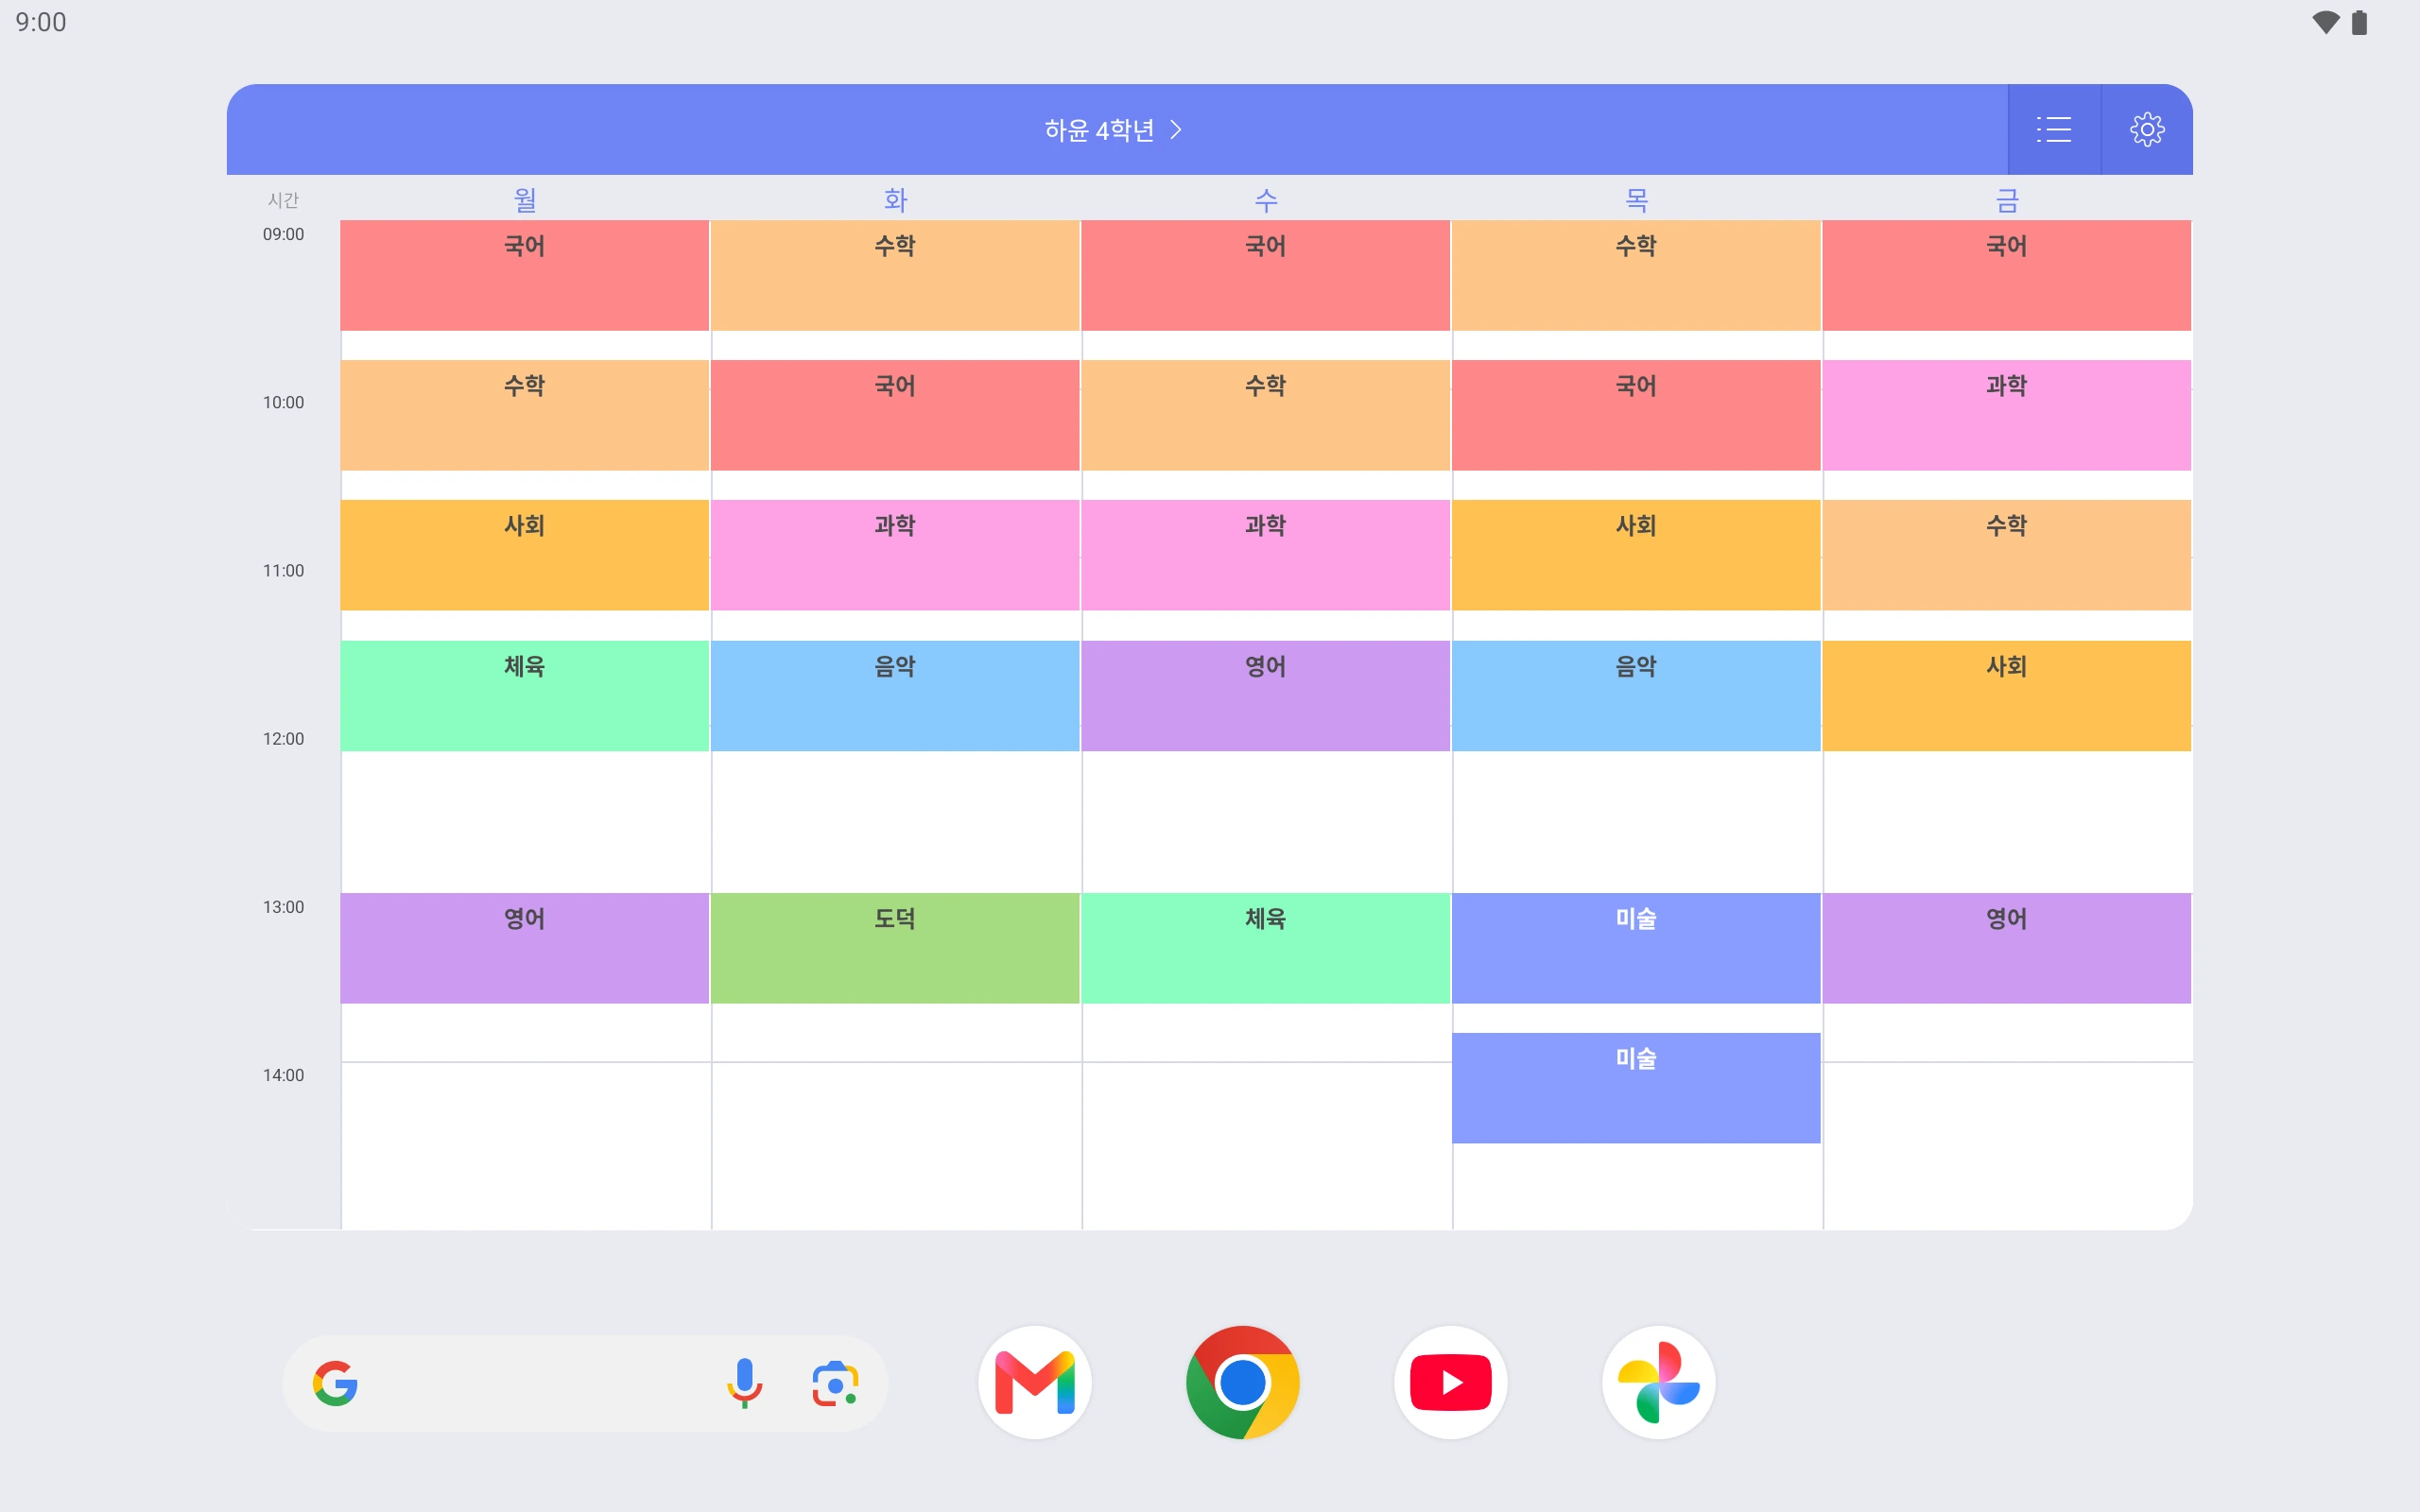 9:00
하윤 4학년
시간 월 화 수 목 금
09:00 국어 수학 국어 수학 국어
수학 국어 수학 국어 과학
10:00
사회 과학 과학 사회 수학
11:00
체육 음악 영어 음악 사회
12:00
13:00 영어 도덕 체육 미술 영어
미술
14:00